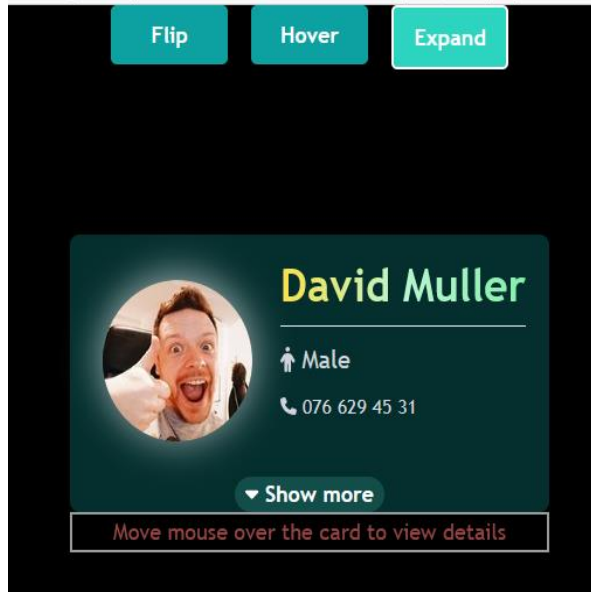 Flip Hover Expand
David Muller
Male
076 629 45 31
Show more
Move mouse over the card to view details